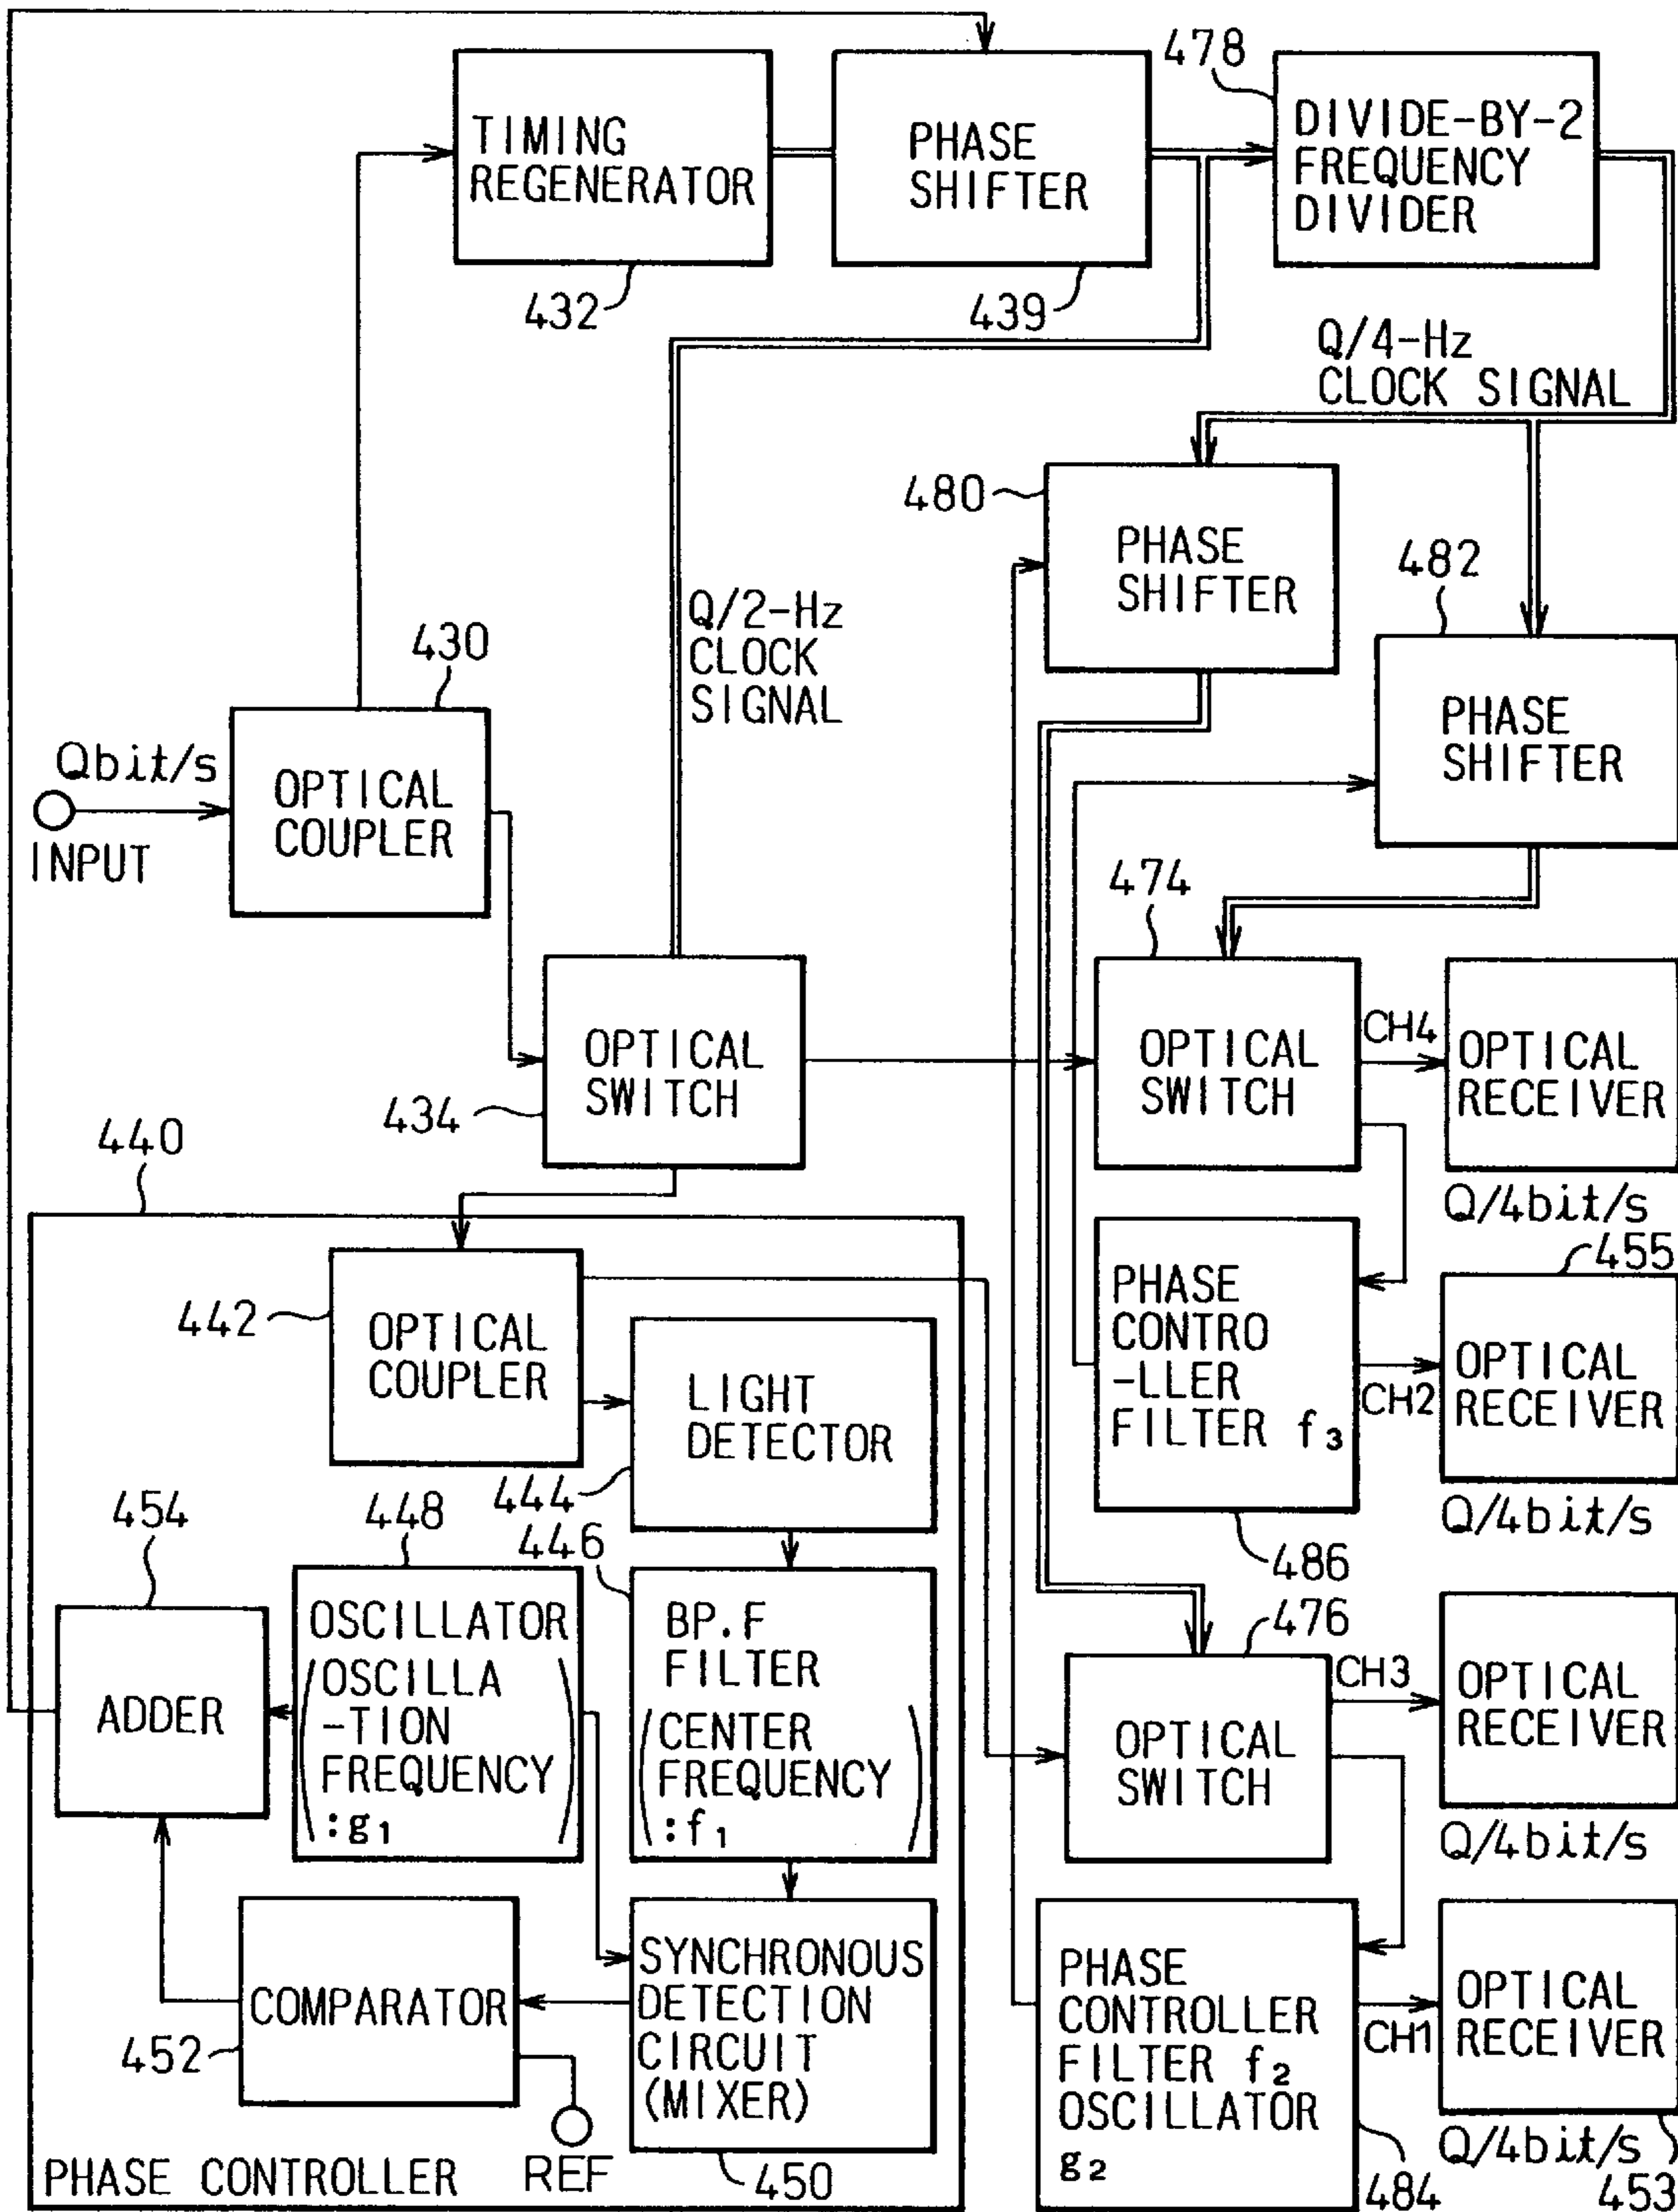 478
TIMING
REGENERATOR
PHASE
SHIFTER
DIVIDE-BY-2
FREQUENCY
DIVIDER
432
439
Q/4-Hz
CLOCK SIGNAL
480
PHASE
SHIFTER
482
Q/2-Hz
CLOCK
SIGNAL
430
PHASE
SHIFTER
Qbit/s
INPUT
OPTICAL
COUPLER
474
OPTICAL
SWITCH
434
OPTICAL
SWITCH
CH4
OPTICAL
RECEIVER
Q/4bit/s
440
442
OPTICAL
COUPLER
LIGHT
DETECTOR
444
PHASE
CONTRO
-LLER
FILTER f₃
CH2
455
OPTICAL
RECEIVER
Q/4bit/s
486
454
448
446
ADDER
OSCILLATOR
(OSCILLA
-TION
FREQUENCY
:g₁)
BP.F
FILTER
(CENTER
FREQUENCY
:f₁)
476
OPTICAL
SWITCH
CH3
OPTICAL
RECEIVER
Q/4bit/s
COMPARATOR
452
SYNCHRONOUS
DETECTION
CIRCUIT
(MIXER)
PHASE
CONTROLLER
FILTER f₂
OSCILLATOR
g₂
CH1
OPTICAL
RECEIVER
Q/4bit/s
PHASE CONTROLLER
REF
450
484
453